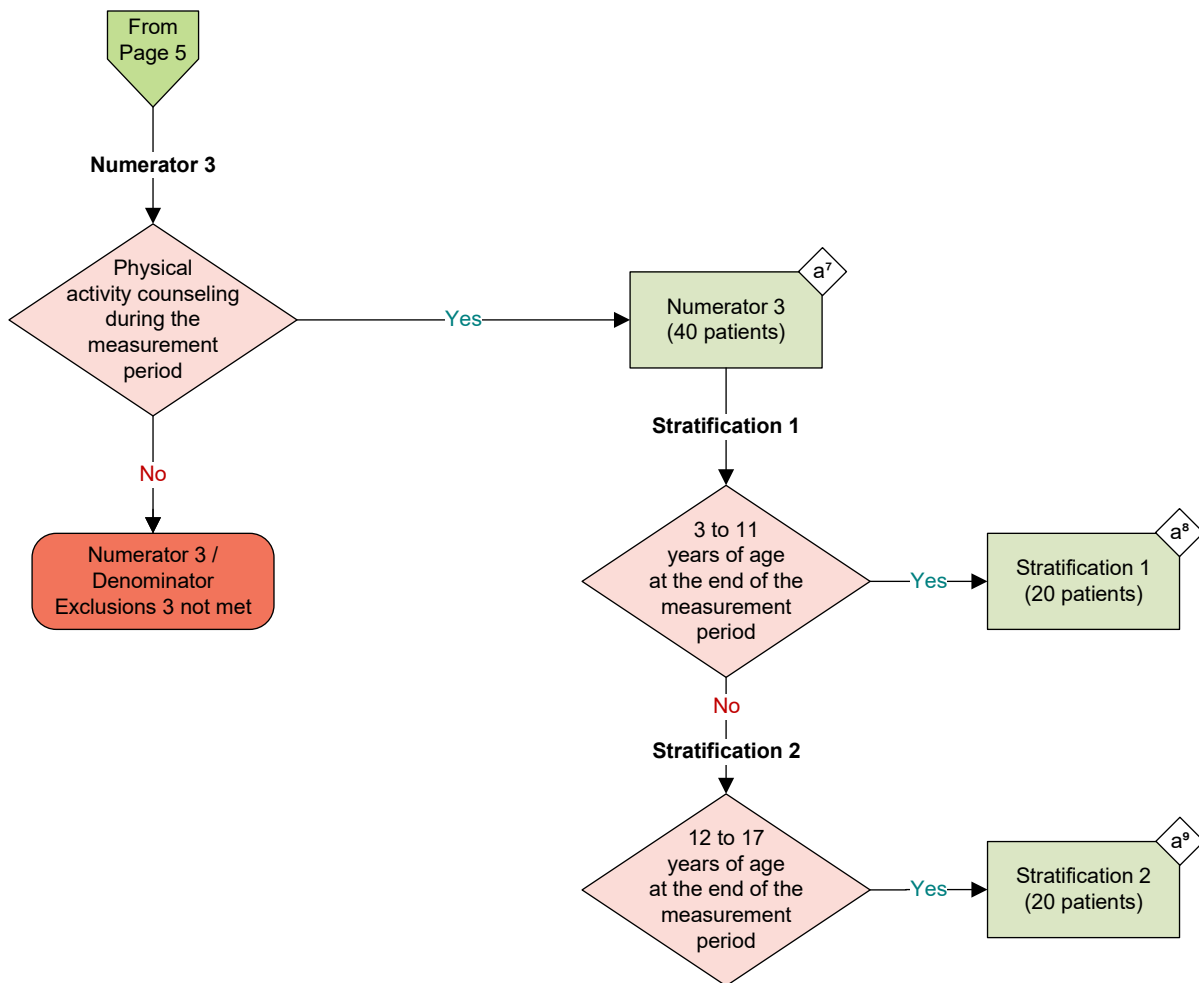 From
Page 5
Numerator 3
Physical
activity counseling
during the
measurement
period
Yes
a⁷
Numerator 3
(40 patients)
No
Numerator 3 /
Denominator
Exclusions 3 not met
Stratification 1
3 to 11
years of age
at the end of the
measurement
period
Yes
a⁸
Stratification 1
(20 patients)
No
Stratification 2
12 to 17
years of age
at the end of the
measurement
period
Yes
a⁹
Stratification 2
(20 patients)